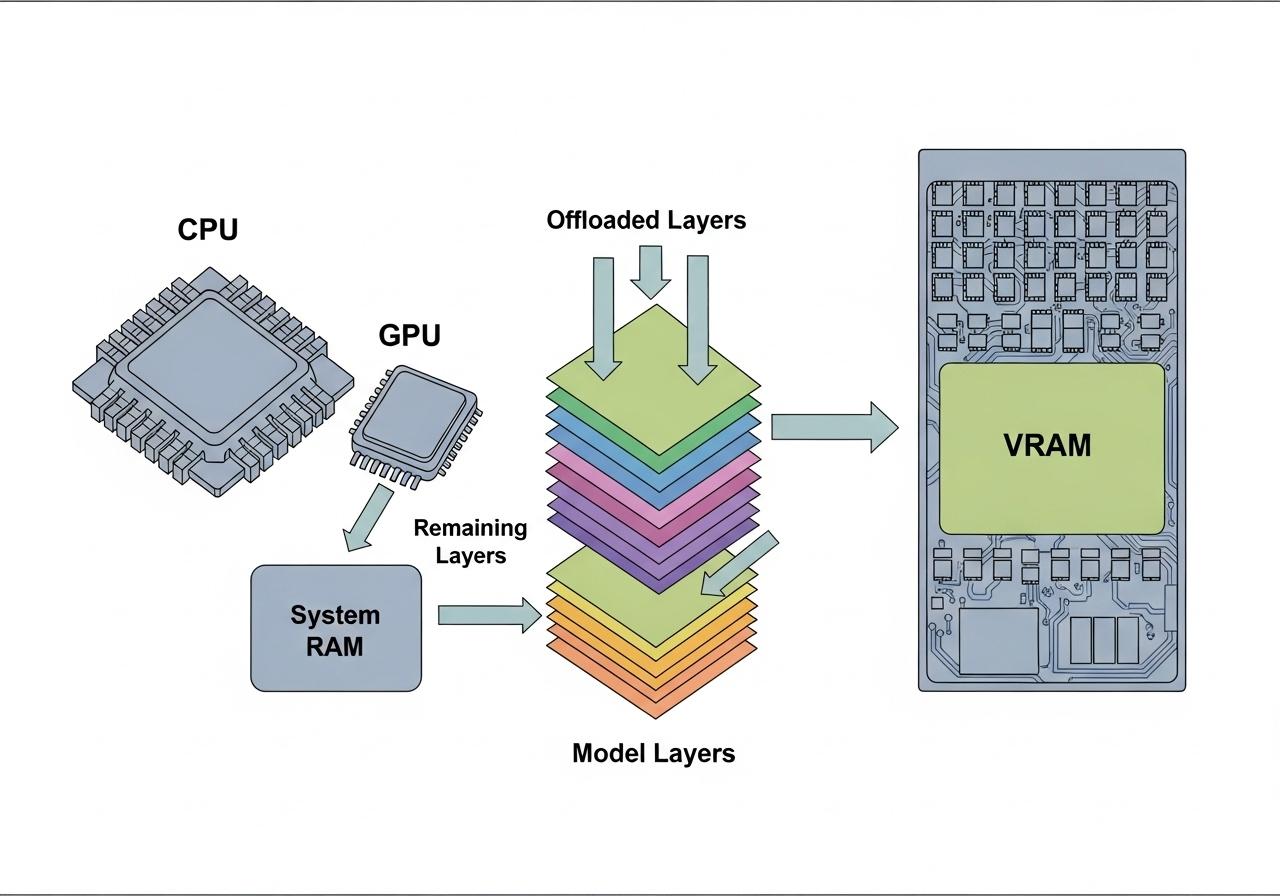 CPU
GPU
Offloaded Layers
VRAM
Remaining
Layers
System
RAM
Model Layers